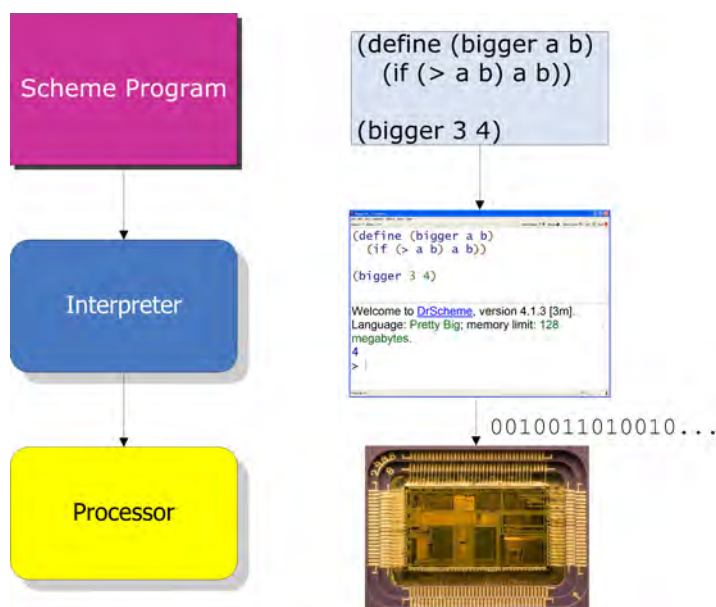 Scheme Program
Interpreter
Processor
(define (bigger a b)
(if (> a b) a b))
(bigger 3 4)
(define (bigger a b)
(if (> a b) a b))
(bigger 3 4)
Welcome to DrScheme, version 4.1.3 [3m].
Language: Pretty Big; memory limit: 128
megabytes.
4
>
0010011010010...